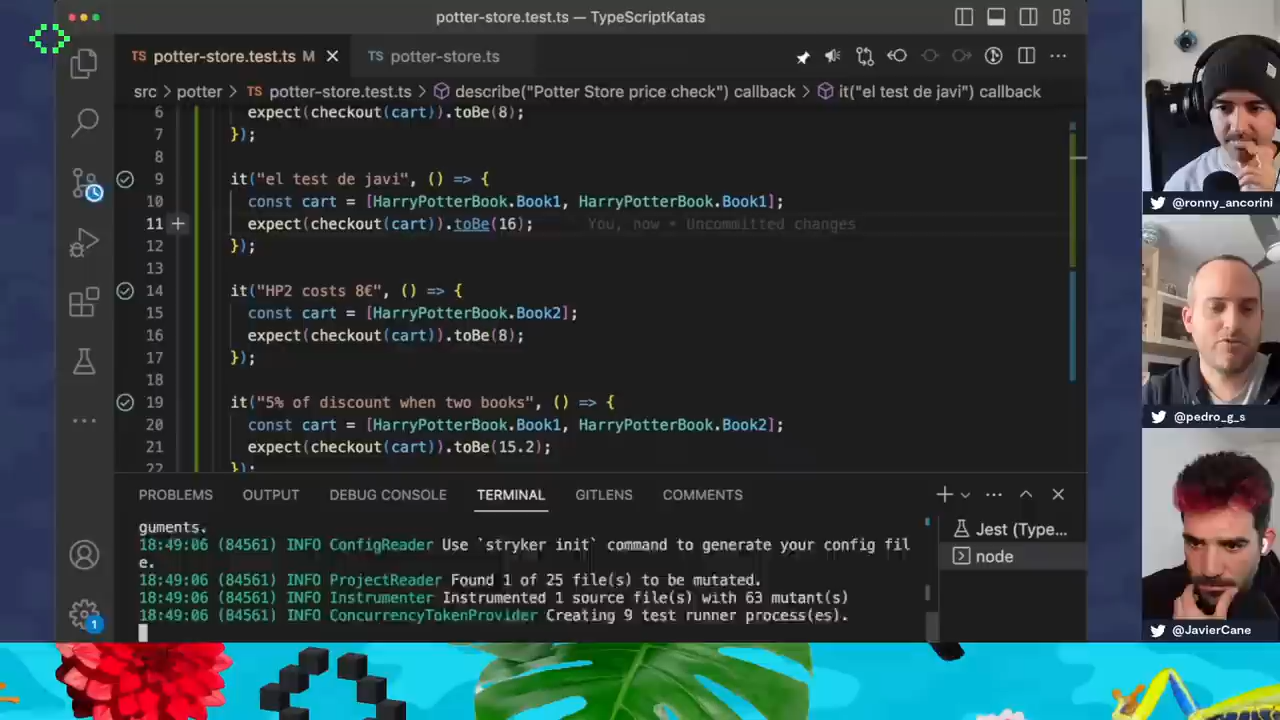 potter-store.test.ts — TypeScriptKatas
TS potter-store.test.ts M
TS potter-store.ts
src > potter > TS potter-store.test.ts > describe("Potter Store price check") callback > it("el test de javi") callback
6 expect(checkout(cart)).toBe(8);
7 });
8
9 it("el test de javi", () => {
10 const cart = [HarryPotterBook.Book1, HarryPotterBook.Book1];
11 expect(checkout(cart)).toBe(16); You, now • Uncommitted changes
12 });
13
14 it("HP2 costs 8€", () => {
15 const cart = [HarryPotterBook.Book2];
16 expect(checkout(cart)).toBe(8);
17 });
18
19 it("5% of discount when two books", () => {
20 const cart = [HarryPotterBook.Book1, HarryPotterBook.Book2];
21 expect(checkout(cart)).toBe(15.2);
22 });
PROBLEMS OUTPUT DEBUG CONSOLE TERMINAL GITLENS COMMENTS
guments.
18:49:06 (84561) INFO ConfigReader Use `stryker init` command to generate your config fil
e.
18:49:06 (84561) INFO ProjectReader Found 1 of 25 file(s) to be mutated.
18:49:06 (84561) INFO Instrumenter Instrumented 1 source file(s) with 63 mutant(s)
18:49:06 (84561) INFO ConcurrencyTokenProvider Creating 9 test runner process(es).
Jest (Type...
node
1
@ronny_ancorini
@pedro_g_s
@JavierCane